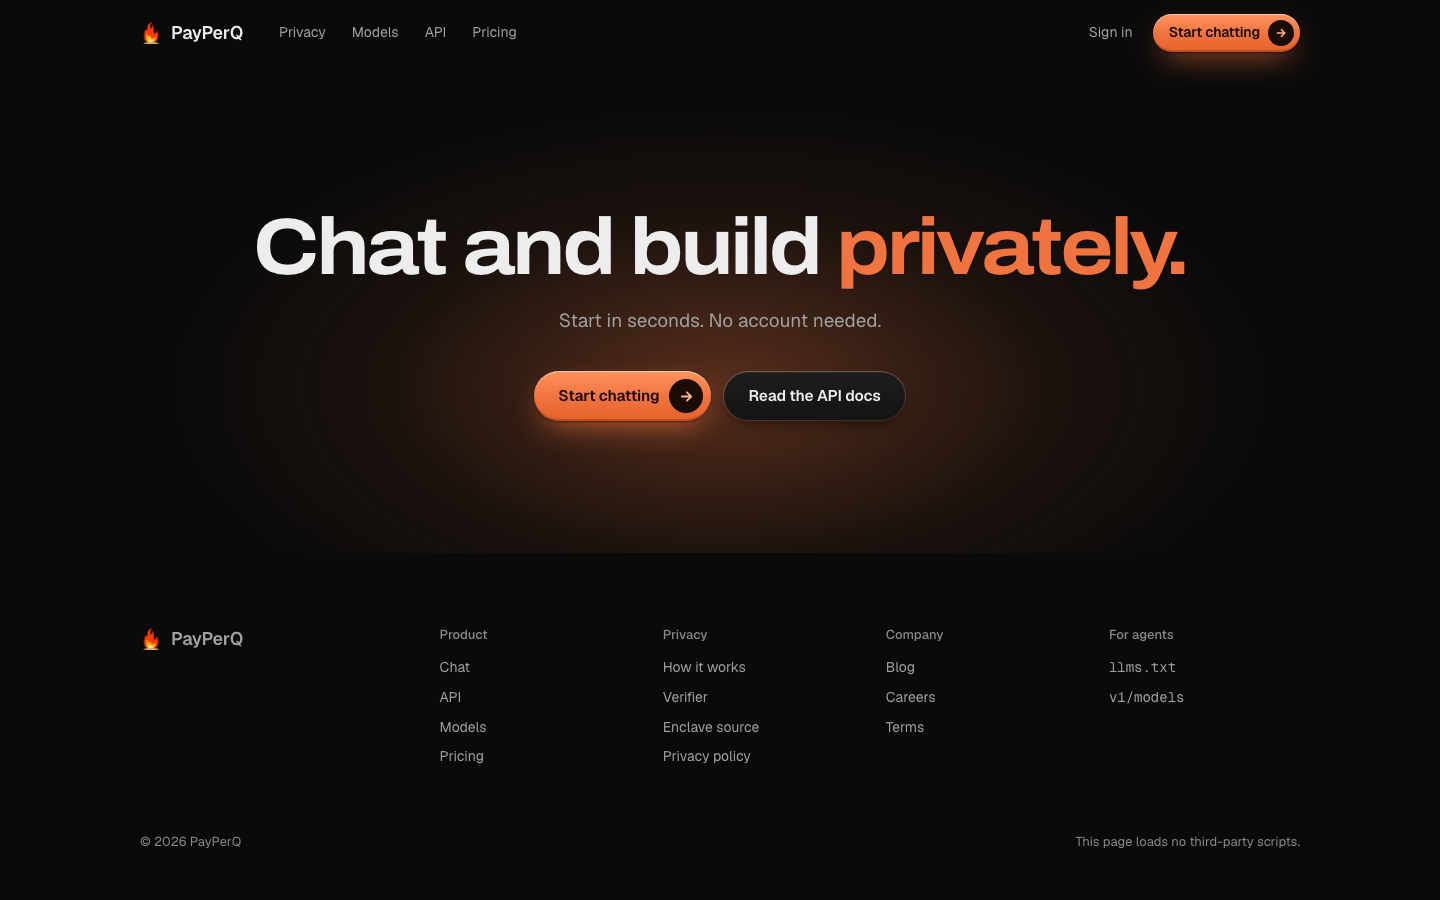 PayPerQ Privacy Models API Pricing Sign in Start chatting
Chat and build privately.
Start in seconds. No account needed.
Start chatting Read the API docs
PayPerQ
Product
Chat
API
Models
Pricing
Privacy
How it works
Verifier
Enclave source
Privacy policy
Company
Blog
Careers
Terms
For agents
llms.txt
v1/models
© 2026 PayPerQ
This page loads no third-party scripts.